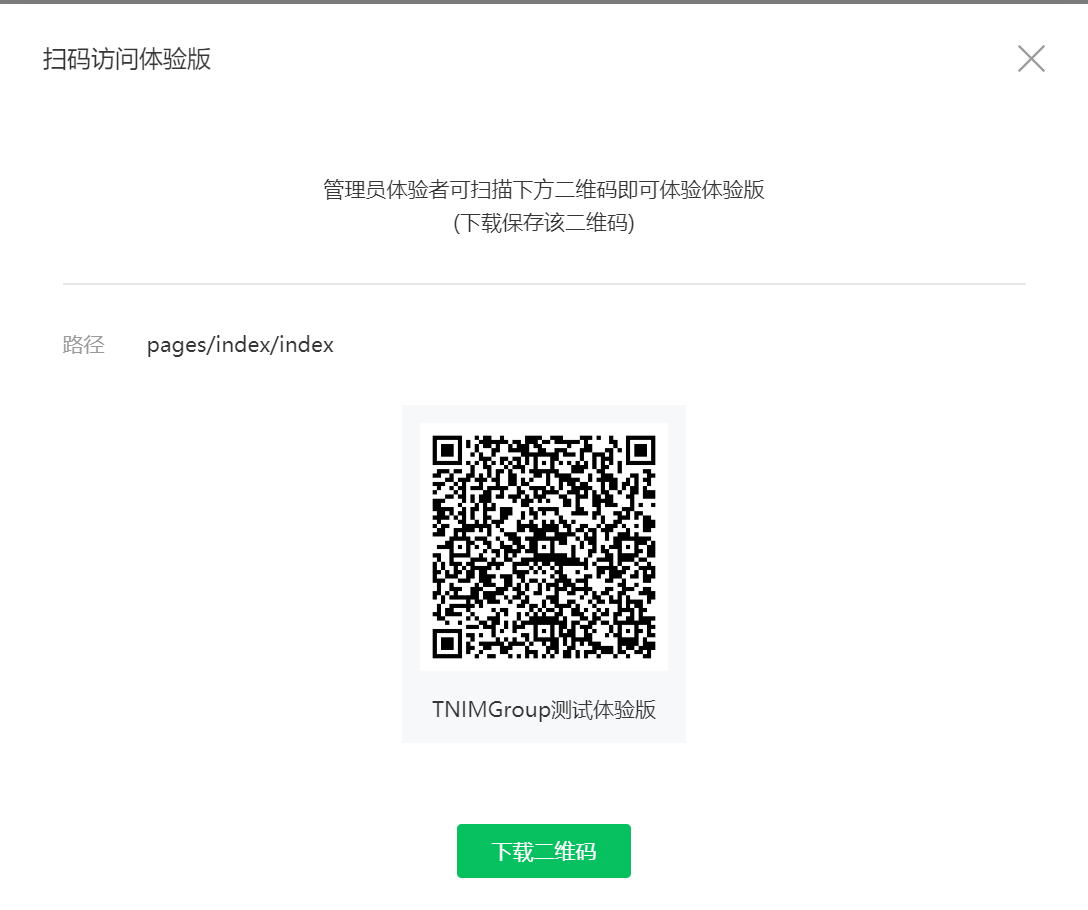 扫码访问体验版
管理员体验者可扫描下方二维码即可体验体验版
(下载保存该二维码)
路径 pages/index/index
TNIMGroup测试体验版
下载二维码